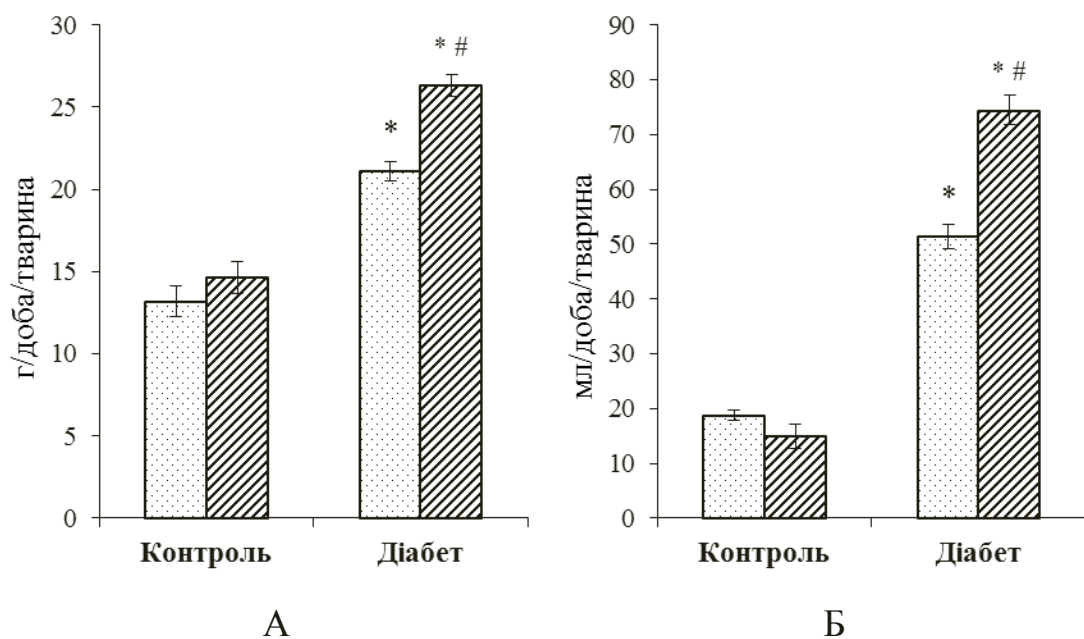 г/доба/тварина
30
25
20
15
10
5
0
*
* #
Контроль
Діабет
А
мл/доба/тварина
90
80
70
60
50
40
30
20
10
0
*
* #
Контроль
Діабет
Б